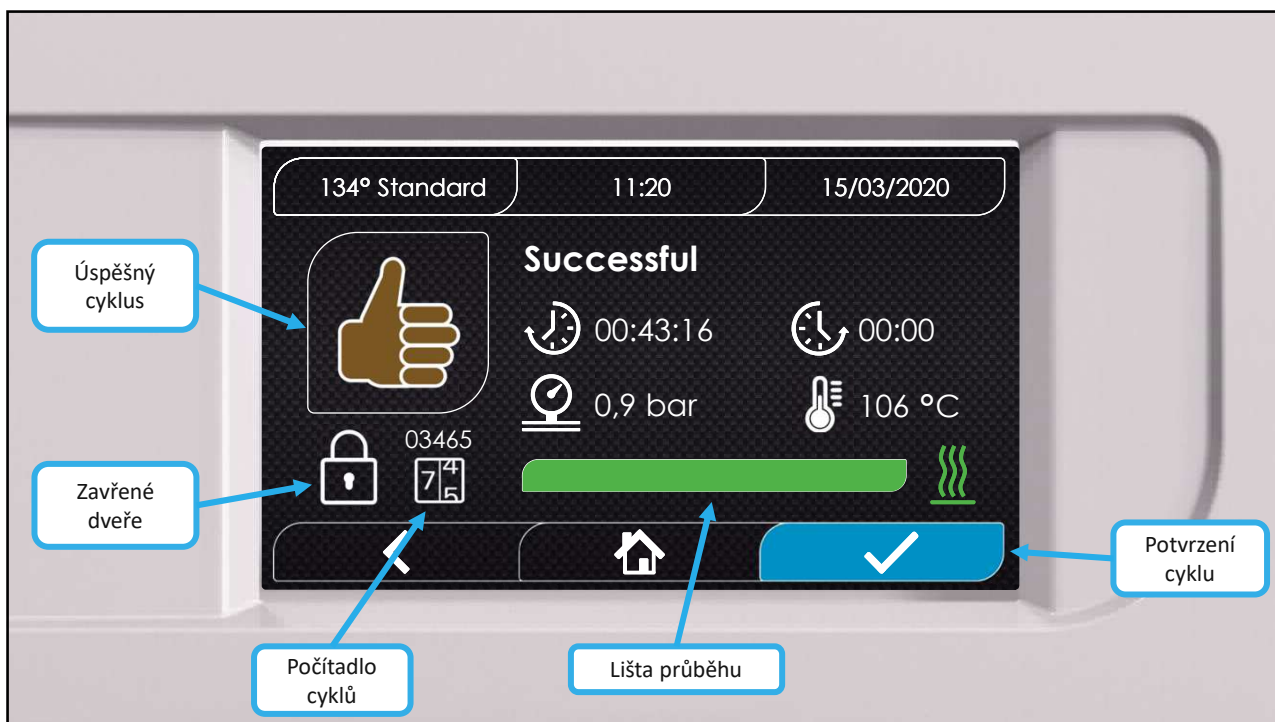 134º Standard
11:20
15/03/2020
Úspěšný
cyklus
Successful
00:43:16
00:00
0,9 bar
106 °C
03465
7 4
5
Zavřené
dveře
Potvrzení
cyklu
Počítadlo
cyklů
Lišta průběhu